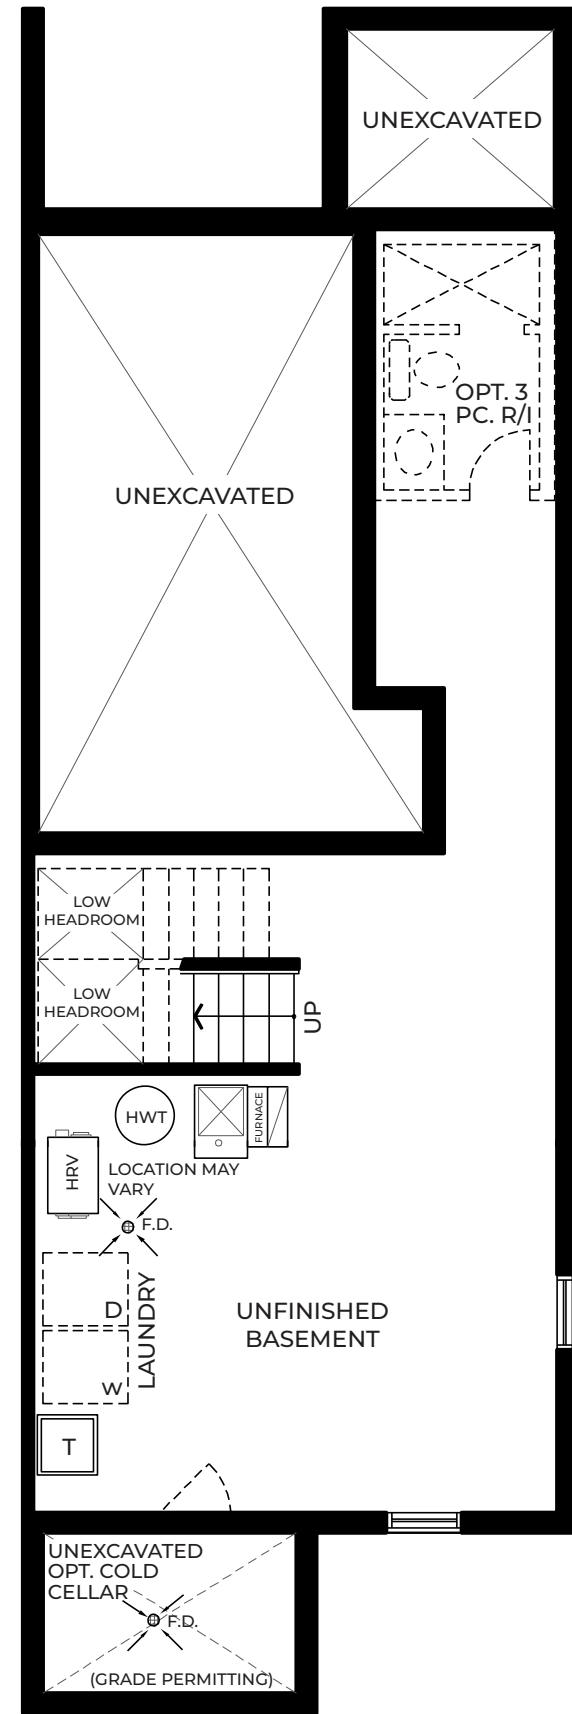 UNEXCAVATED
OPT. 3
PC. R/I
UNEXCAVATED
LOW
HEADROOM
LOW
HEADROOM
UP
HWT
FURNACE
HRV
LOCATION MAY
VARY
F.D.
D
LAUNDRY
W
UNFINISHED
BASEMENT
T
UNEXCAVATED
OPT. COLD
CELLAR
F.D.
(GRADE PERMITTING)